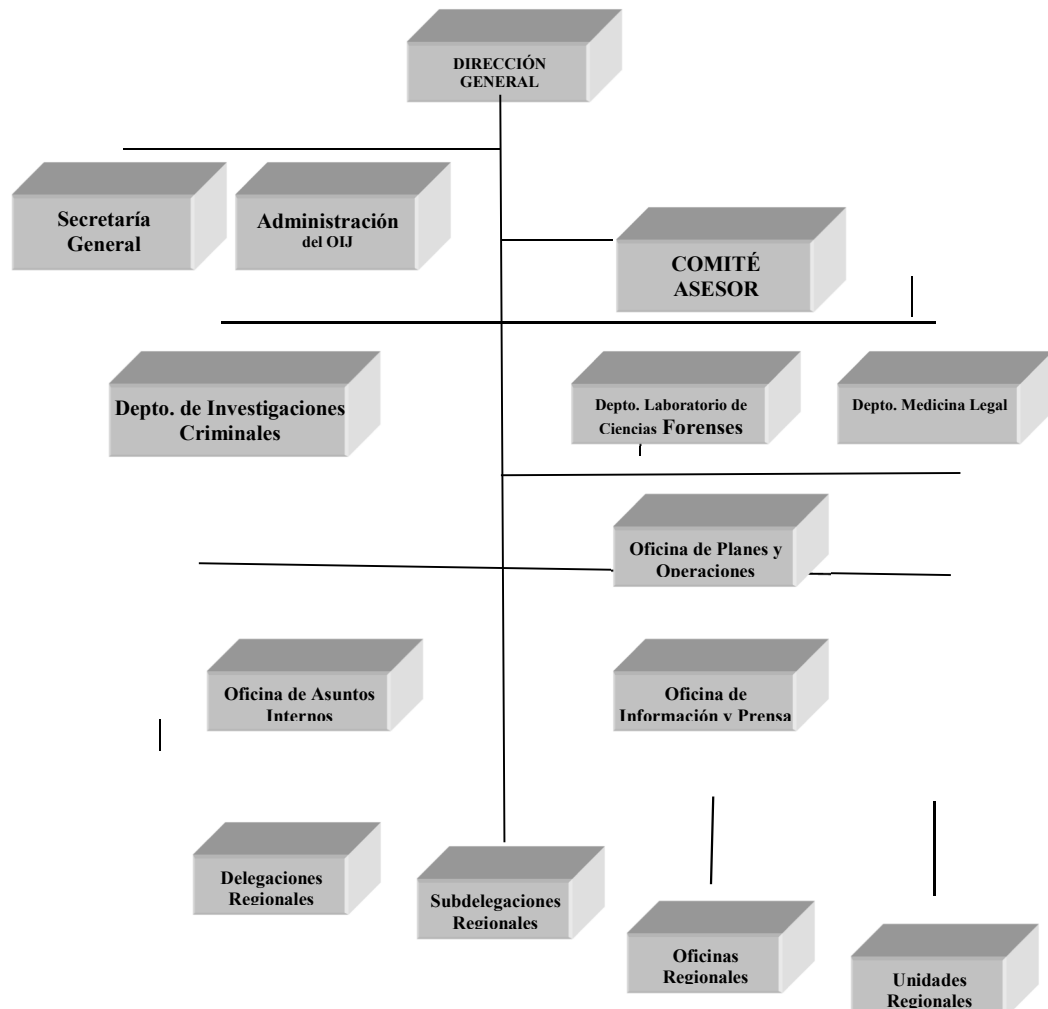 DIRECCIÓN
GENERAL
Secretaría
General
Administración
del OIJ
COMITÉ
ASESOR
Depto. de Investigaciones
Criminales
Depto. Laboratorio de
Ciencias Forenses
Depto. Medicina Legal
Oficina de Planes y
Operaciones
Oficina de Asuntos
Internos
Oficina de
Información y Prensa
Delegaciones
Regionales
Subdelegaciones
Regionales
Oficinas
Regionales
Unidades
Regionales